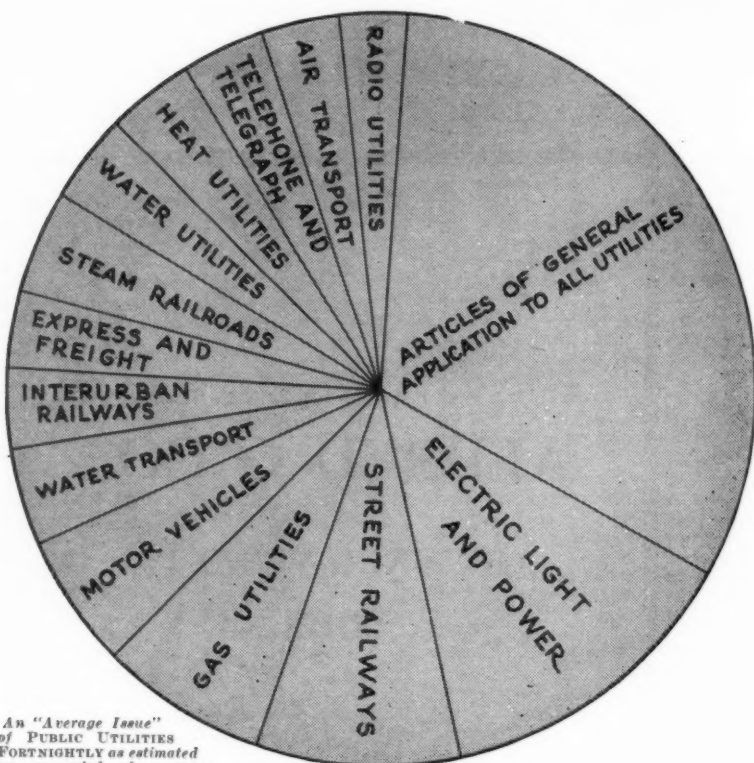 RADIO UTILITIES
AIR TRANSPORT
TELEPHONE AND
TELEGRAPH
HEAT UTILITIES
WATER UTILITIES
STEAM RAILROADS
EXPRESS AND
FREIGHT
INTERURBAN
RAILWAYS
WATER TRANSPORT
MOTOR VEHICLES
GAS UTILITIES
STREET RAILWAYS
ELECTRIC LIGHT
AND POWER
ARTICLES OF GENERAL
APPLICATION TO ALL UTILITIES
An "Average Issue"
of PUBLIC UTILITIES
FORTNIGHTLY as estimated